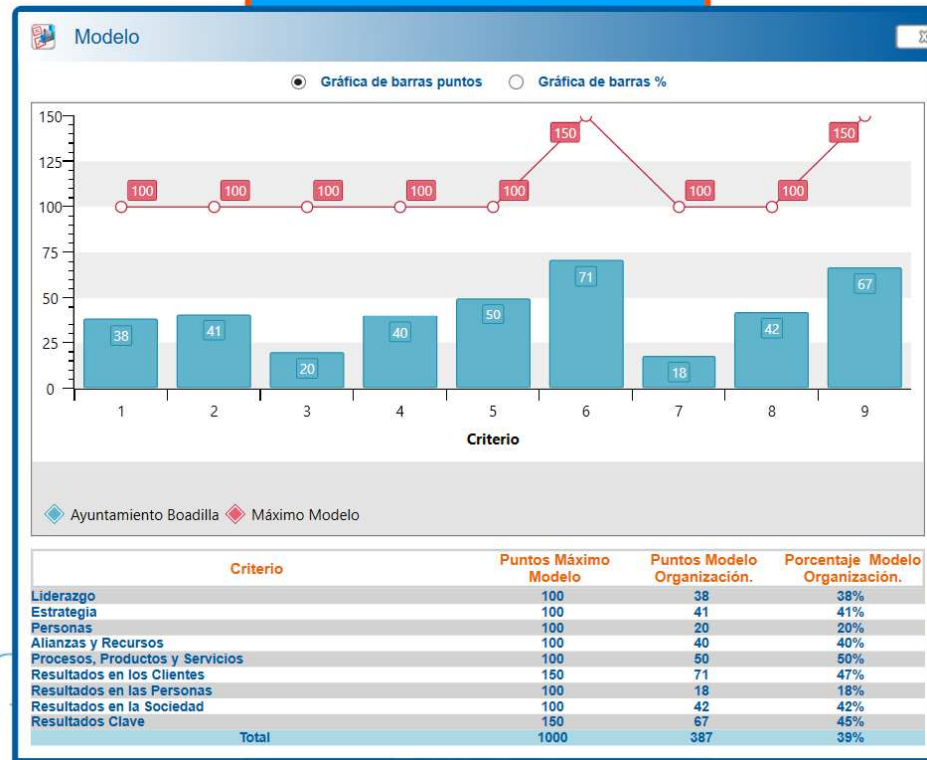 Modelo
Gráfica de barras puntos Gráfica de barras %
150
125
100
75
50
25
0
100 100 100 100 100 150 100 100 150
38 41 20 40 50 71 18 42 67
1 2 3 4 5 6 7 8 9
Criterio
Ayuntamiento Boadilla Máximo Modelo
Criterio Puntos Máximo Modelo Puntos Modelo Organización. Porcentaje Modelo Organización.
Liderazgo 100 38 38%
Estrategia 100 41 41%
Personas 100 20 20%
Alianzas y Recursos 100 40 40%
Procesos, Productos y Servicios 100 50 50%
Resultados en los Clientes 150 71 47%
Resultados en las Personas 100 18 18%
Resultados en la Sociedad 100 42 42%
Resultados Clave 150 67 45%
Total 1000 387 39%